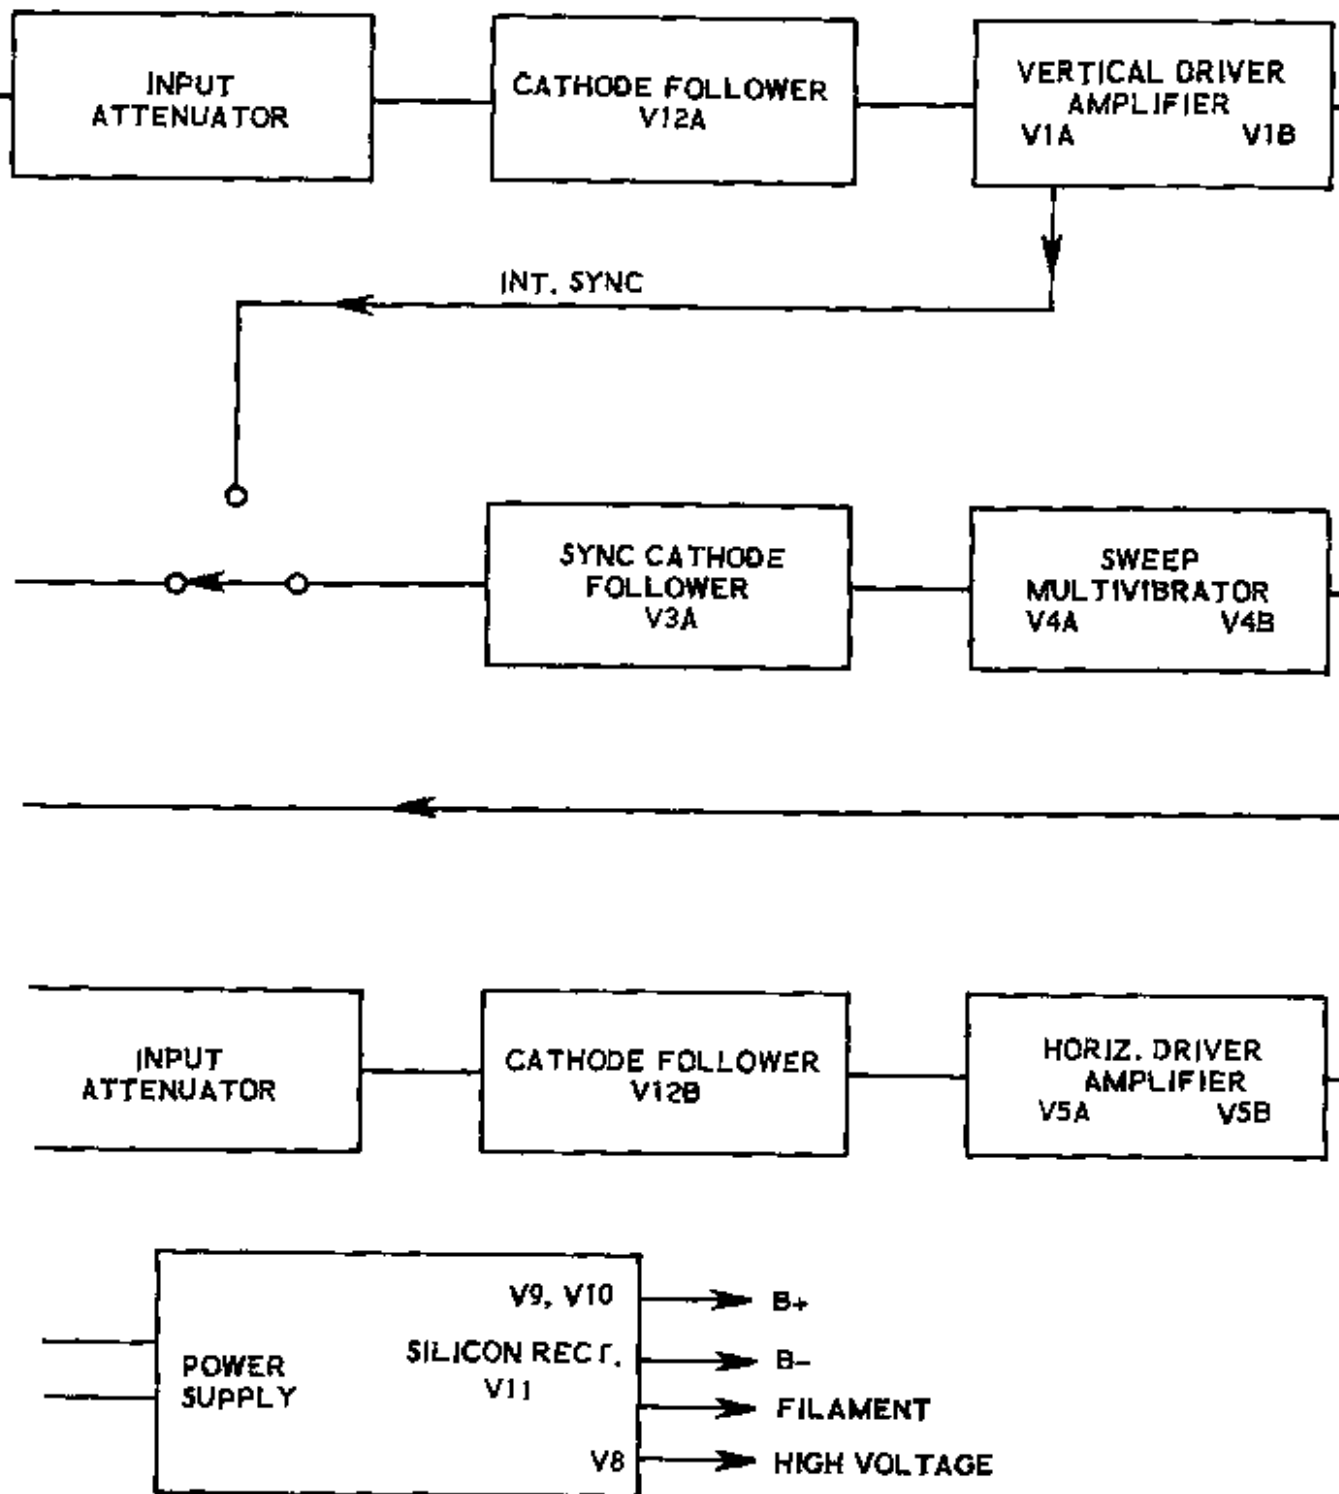 INPUT
ATTENUATOR
CATHODE FOLLOWER
V12A
VERTICAL DRIVER
AMPLIFIER
V1A V1B
INT. SYNC
SYNC CATHODE
FOLLOWER
V3A
SWEEP
MULTIVIBRATOR
V4A V4B
INPUT
ATTENUATOR
CATHODE FOLLOWER
V12B
HORIZ. DRIVER
AMPLIFIER
V5A V5B
POWER
SUPPLY
V9, V10
SILICON RECT.
V11
V8
B+
B-
FILAMENT
HIGH VOLTAGE